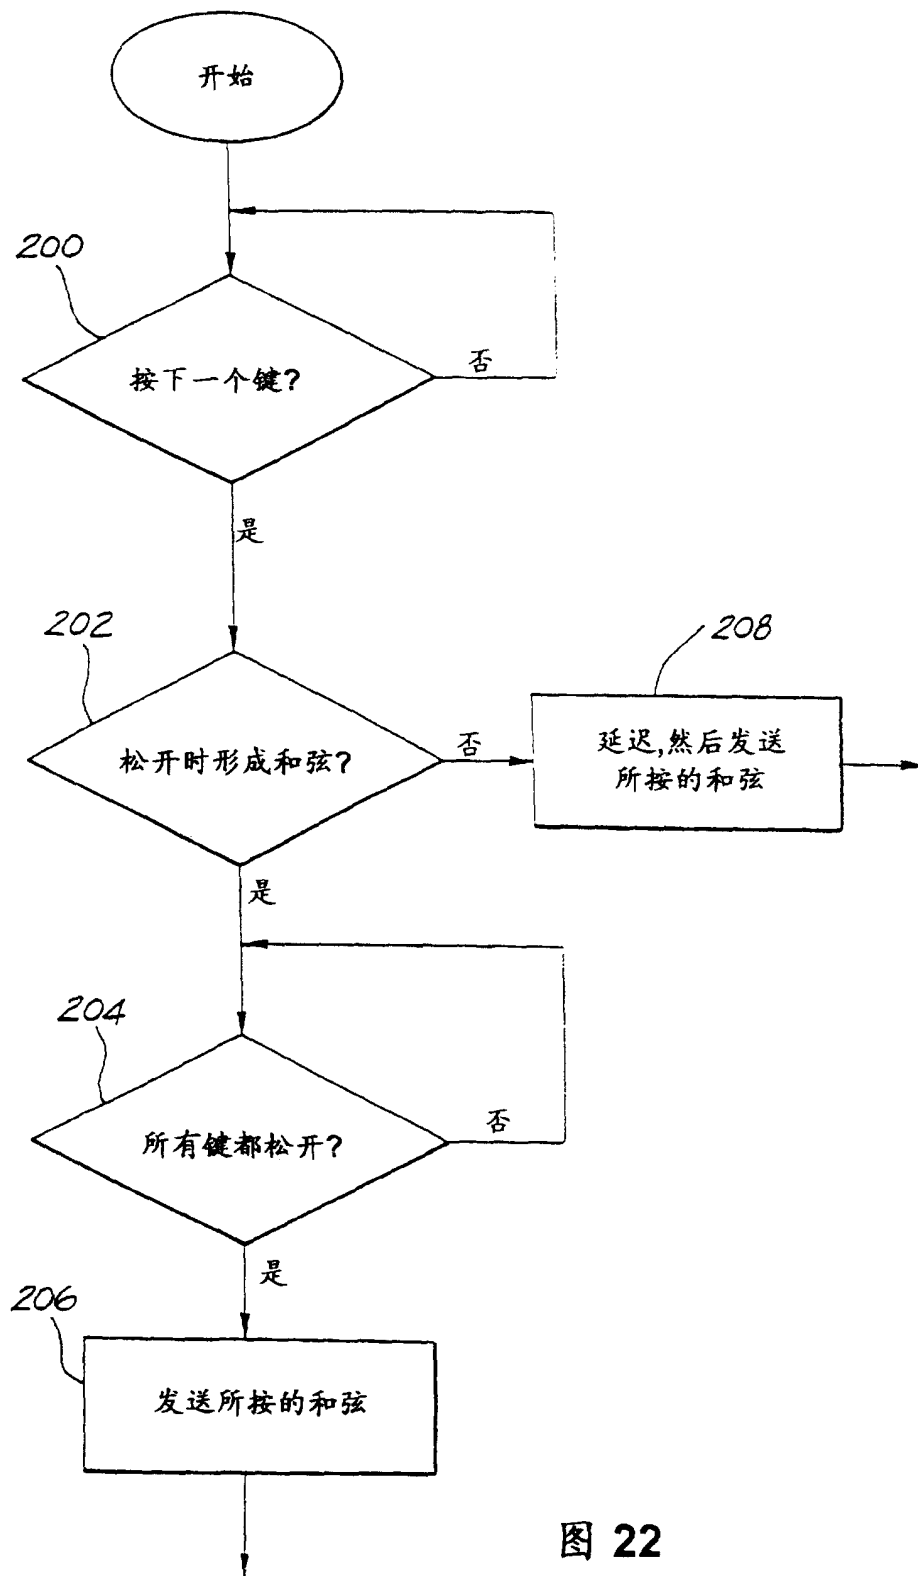 开始
200
按下一个键?
否
是
202
松开时形成和弦?
否
208
延迟,然后发送
所按的和弦
是
204
所有键都松开?
否
是
206
发送所按的和弦
图 22